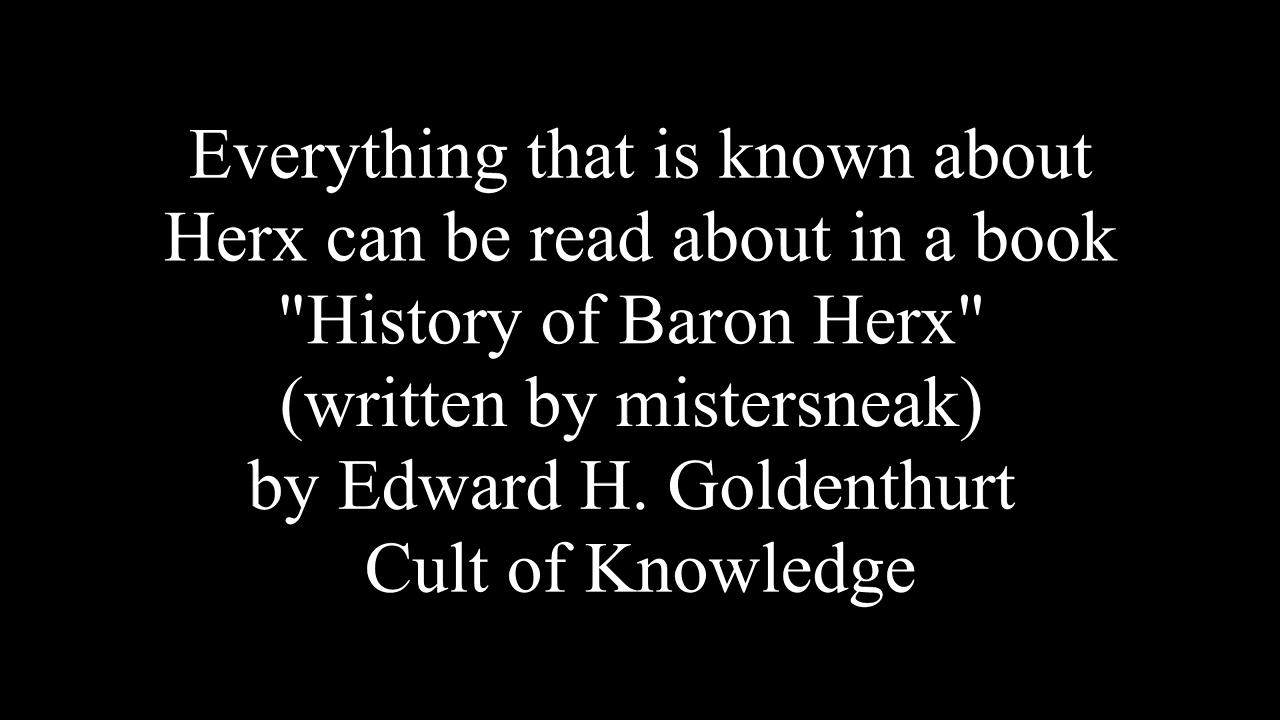 Everything that is known about
Herx can be read about in a book
"History of Baron Herx"
(written by mistersneak)
by Edward H. Goldenthurt
Cult of Knowledge